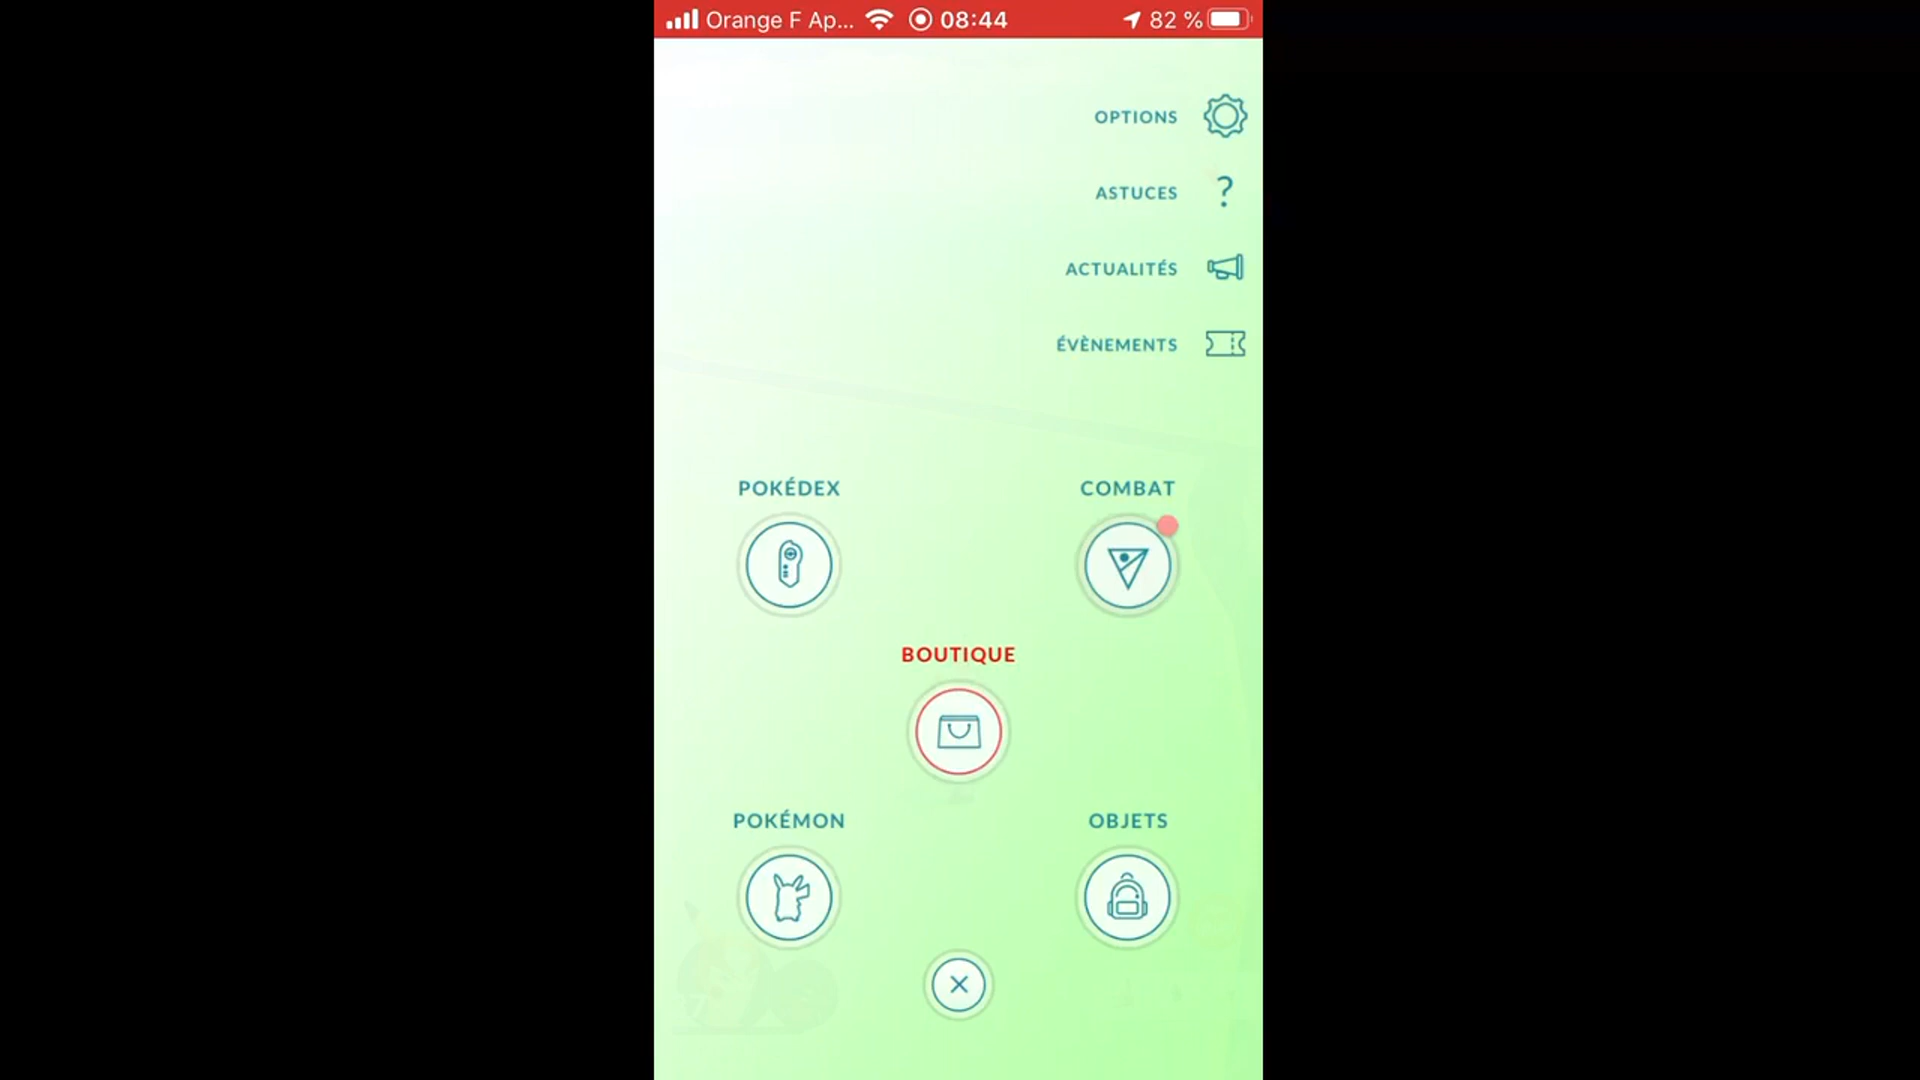 Orange F Ap... 08:44 82 %
OPTIONS
ASTUCES
?
ACTUALITÉS
ÉVÈNEMENTS
POKÉDEX COMBAT
BOUTIQUE
POKÉMON OBJETS